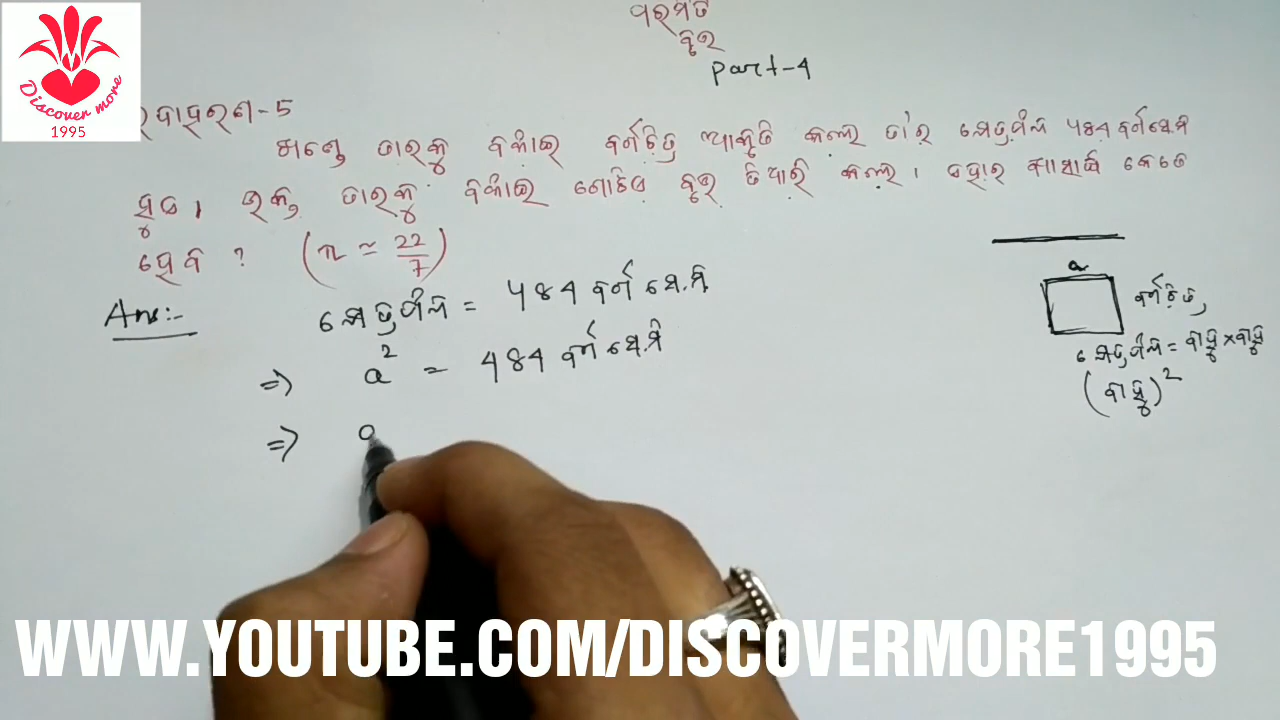 Discover more
1995
ପରିମିତି
ବୃତ୍ତ
Part-4
ଉଦାହରଣ-5
ଖଣ୍ଡେ ତାରକୁ ବଙ୍କାଇ ବର୍ଗଚିତ୍ର ଆକୃତି କଲେ ତା'ର କ୍ଷେତ୍ରଫଳ 484 ବର୍ଗସେ.ମି
ହୁଏ । ଉକ୍ତ ତାରକୁ ବଙ୍କାଇ ଗୋଟିଏ ବୃତ୍ତ ତିଆରି କଲେ । ତାହାର ବ୍ୟାସାର୍ଦ୍ଧ କେତେ
ହେବ ? (π ≃ 22/7)
Ans:-
କ୍ଷେତ୍ରଫଳ = 484 ବର୍ଗ ସେ.ମି
⇒ a² = 484 ବର୍ଗ ସେ.ମି
⇒ a
a
ବର୍ଗଚିତ୍ର,
କ୍ଷେତ୍ରଫଳ = ବାହୁ × ବାହୁ
(ବାହୁ)²
WWW.YOUTUBE.COM/DISCOVERMORE1995